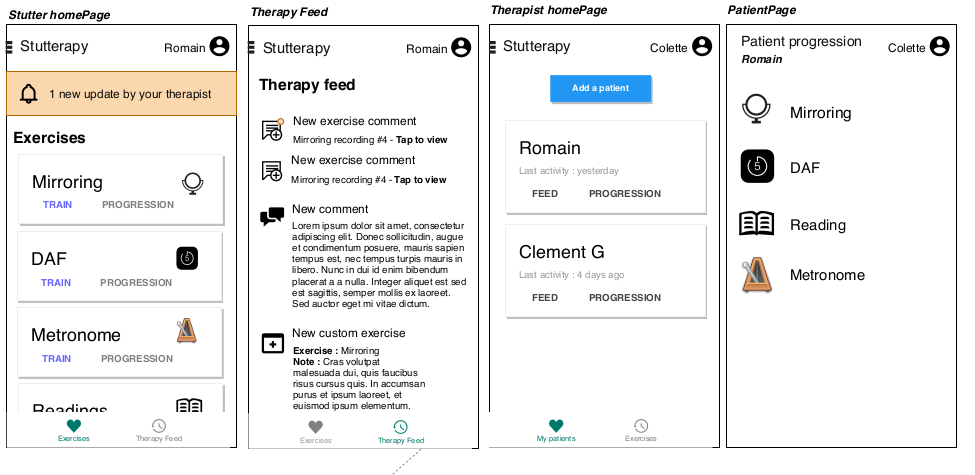 Stutter homePage
Stutterapy
Romain
1 new update by your therapist
Exercises
Mirroring
TRAIN PROGRESSION
DAF
5
TRAIN PROGRESSION
Metronome
TRAIN PROGRESSION
Readings
Exercises
Therapy Feed
Therapy Feed
Stutterapy
Romain
Therapy feed
New exercise comment
Mirroring recording #4 - Tap to view
New exercise comment
Mirroring recording #4 - Tap to view
New comment
Lorem ipsum dolor sit amet, consectetur
adipiscing elit. Donec sollicitudin, augue
et condimentum posuere, mauris sapien
tempus est, nec tempus turpis mauris in
libero. Nunc in dui id enim bibendum
placerat a a nulla. Integer aliquet est sed
est sagittis, semper mollis ex laoreet.
Sed auctor eget mi vitae dictum.
New custom exercise
Exercise : Mirroring
Note : Cras volutpat
malesuada dui, quis faucibus
risus cursus quis. In accumsan
purus et ipsum laoreet, et
euismod ipsum elementum.
Exercises
Therapy Feed
Therapist homePage
Stutterapy
Colette
Add a patient
Romain
Last activity : yesterday
FEED PROGRESSION
Clement G
Last activity : 4 days ago
FEED PROGRESSION
My patients
Exercises
PatientPage
Patient progression
Romain
Colette
Mirroring
5
DAF
Reading
Metronome